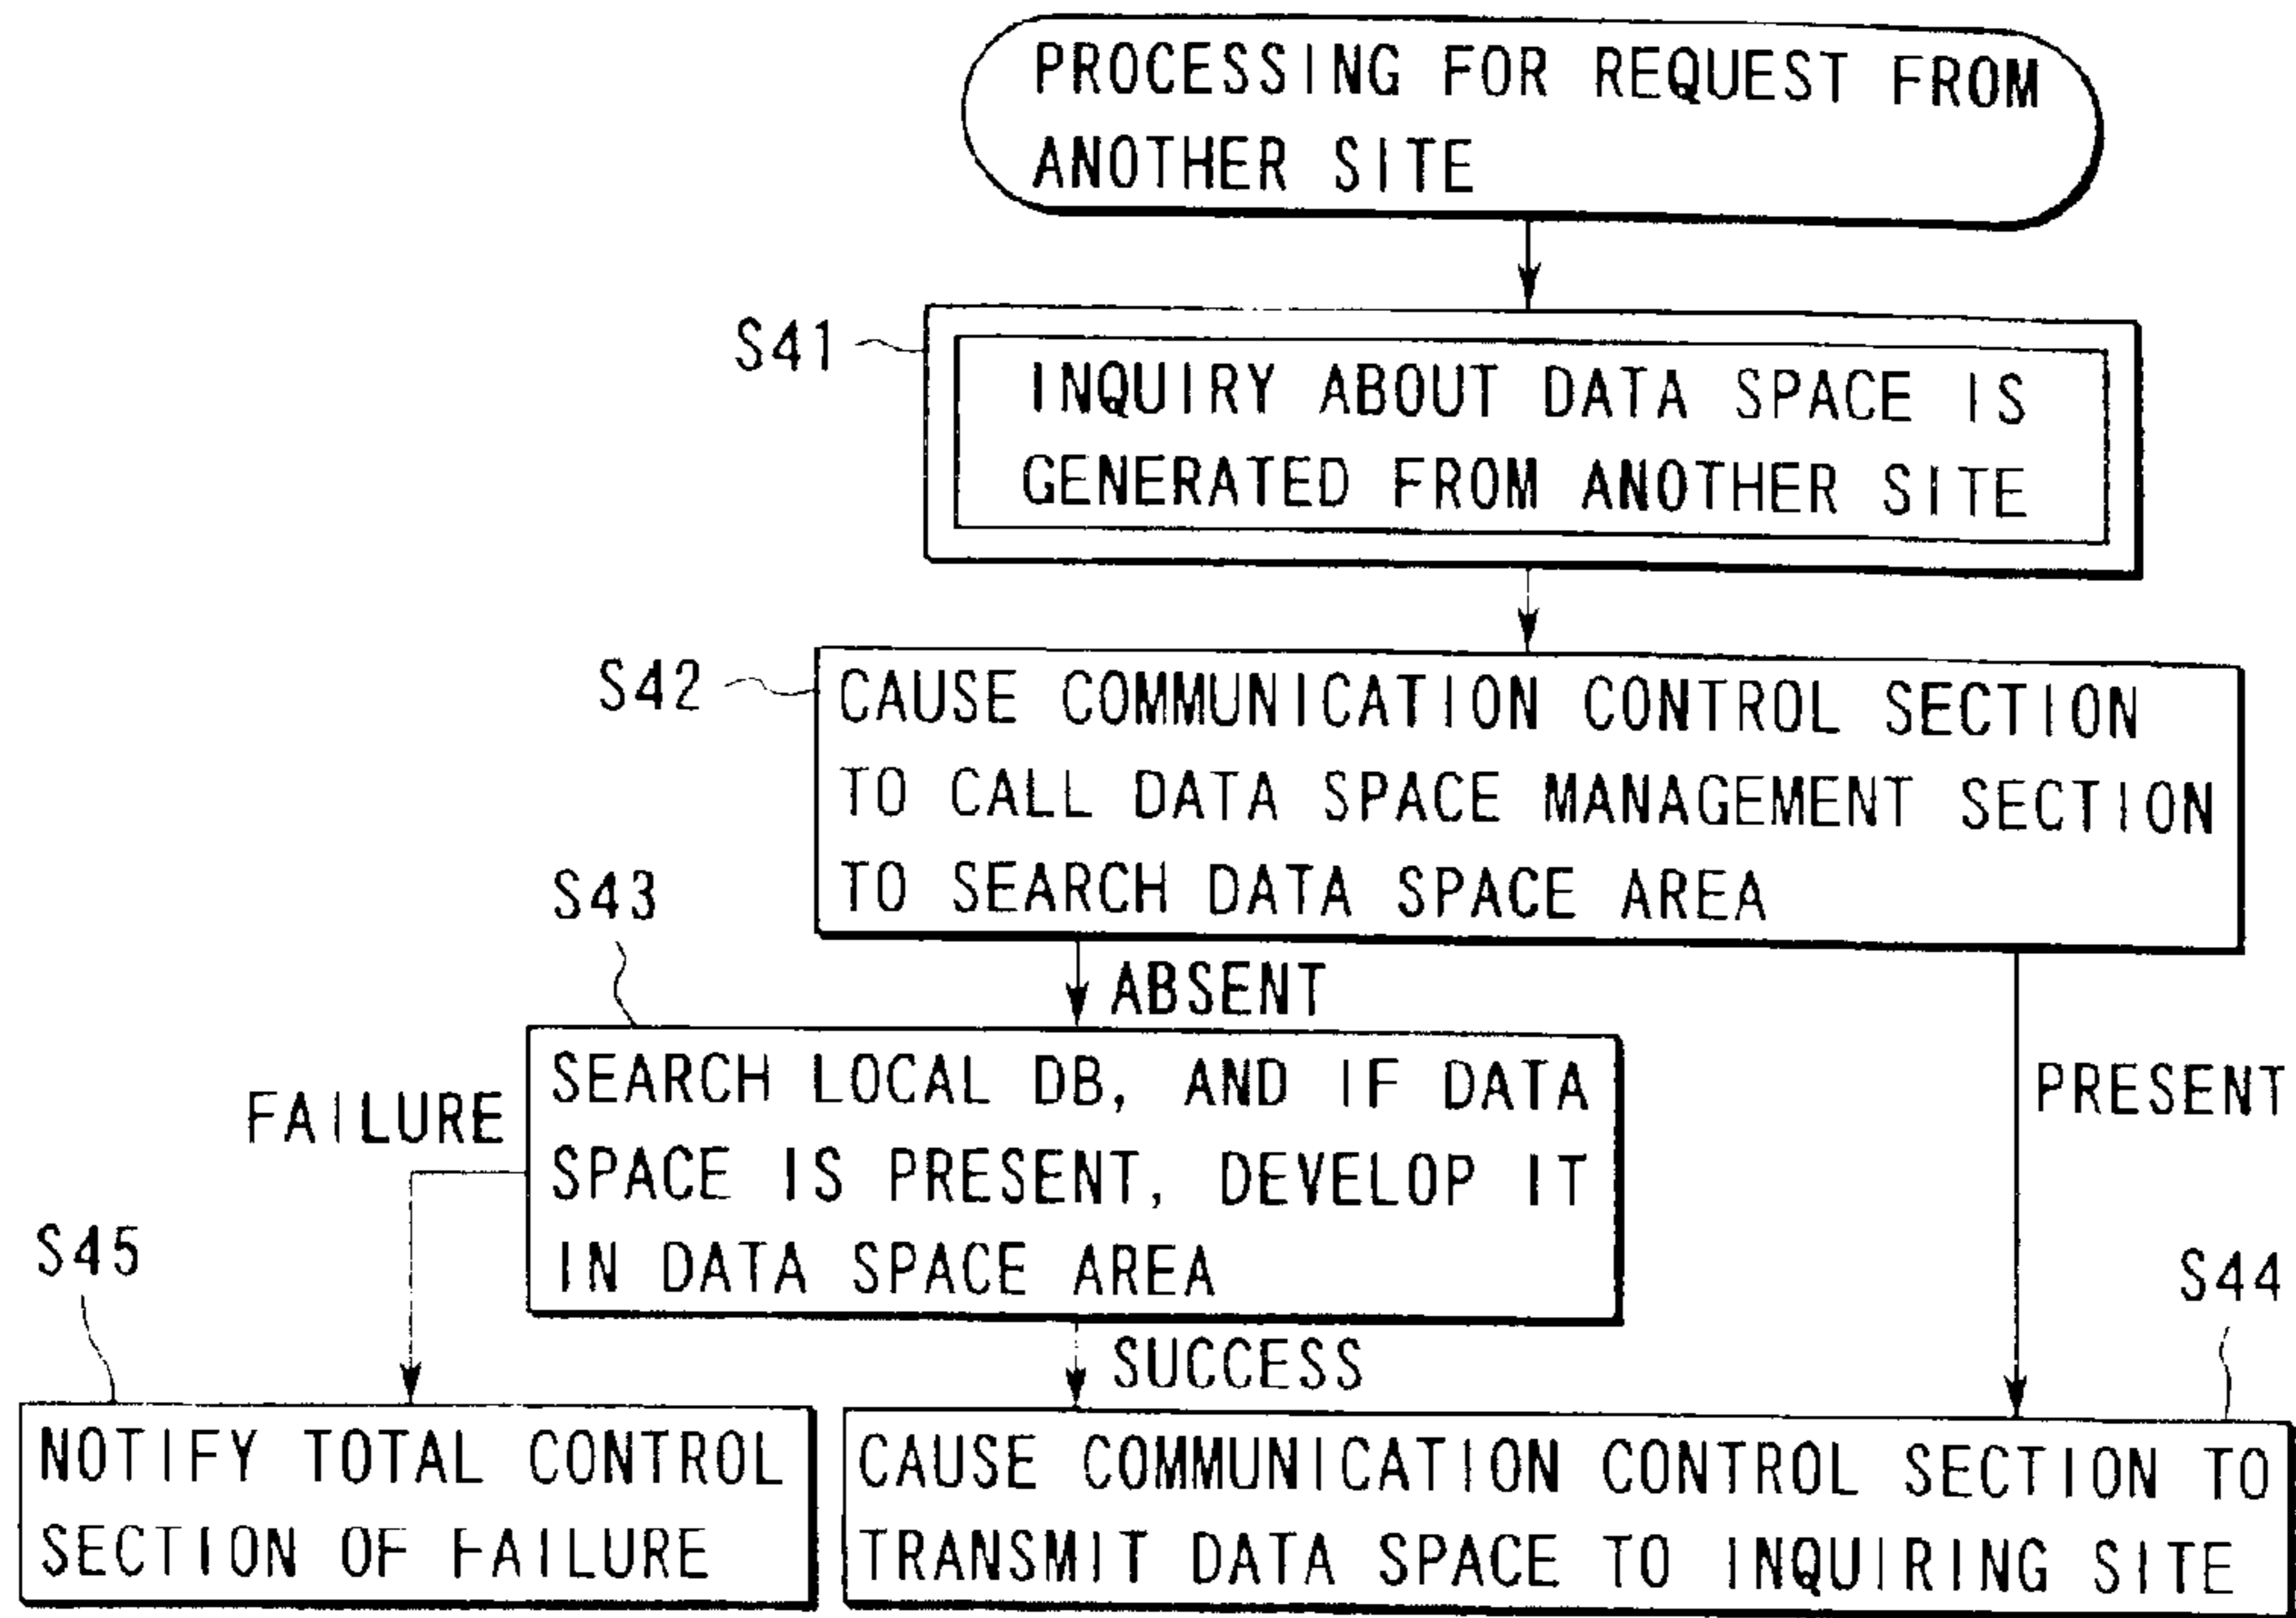 PROCESSING FOR REQUEST FROM
ANOTHER SITE
S41
INQUIRY ABOUT DATA SPACE IS
GENERATED FROM ANOTHER SITE
S42
CAUSE COMMUNICATION CONTROL SECTION
TO CALL DATA SPACE MANAGEMENT SECTION
TO SEARCH DATA SPACE AREA
S43
ABSENT
PRESENT
FAILURE
SEARCH LOCAL DB, AND IF DATA
SPACE IS PRESENT, DEVELOP IT
IN DATA SPACE AREA
S45
SUCCESS
S44
NOTIFY TOTAL CONTROL
SECTION OF FAILURE
CAUSE COMMUNICATION CONTROL SECTION TO
TRANSMIT DATA SPACE TO INQUIRING SITE